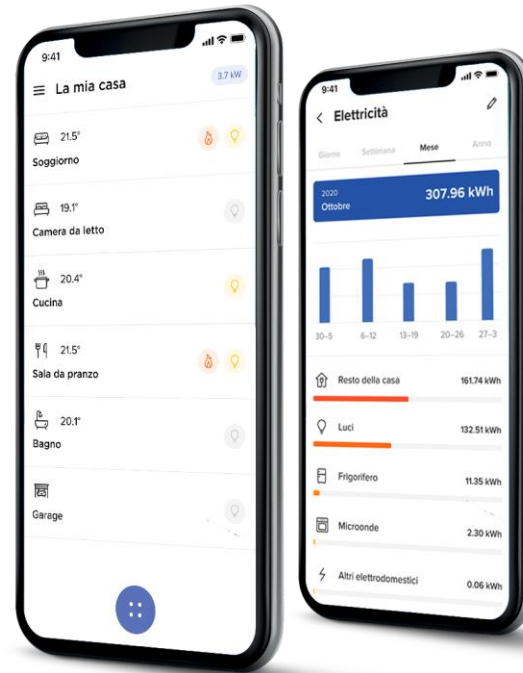 9:41
La mia casa
3.7 kW
21.5°
Soggiorno
19.1°
Camera da letto
20.4°
Cucina
21.5°
Sala da pranzo
20.1°
Bagno
Garage
9:41
Elettricità
Giorno Settimana Mese Anno
2020
Ottobre
307.96 kWh
30-5 6-12 13-19 20-26 27-3
Resto della casa 161.74 kWh
Luci 132.51 kWh
Frigorifero 11.35 kWh
Microonde 2.30 kWh
Altri elettrodomestici 0.06 kWh